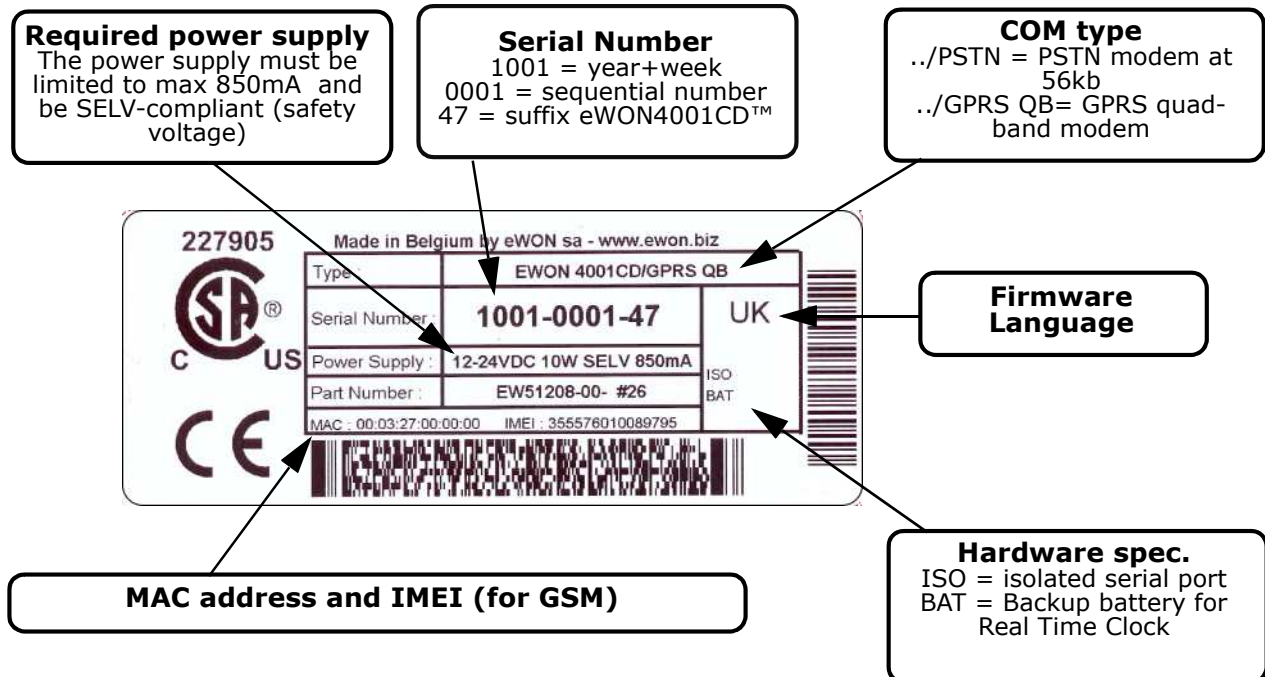 Required power supply
The power supply must be
limited to max 850mA and
be SELV-compliant (safety
voltage)
Serial Number
1001 = year+week
0001 = sequential number
47 = suffix eWON4001CD™
COM type
../PSTN = PSTN modem at
56kb
../GPRS QB= GPRS quad-
band modem
227905
Made in Belgium by eWON sa - www.ewon.biz
Type : EWON 4001CD/GPRS QB
SA ®
C US
Serial Number : 1001-0001-47
UK
Power Supply : 12-24VDC 10W SELV 850mA
ISO
Part Number : EW51208-00- #26
BAT
MAC : 00:03:27:00:00:00 IMEI : 355576010089795
CE
Firmware
Language
MAC address and IMEI (for GSM)
Hardware spec.
ISO = isolated serial port
BAT = Backup battery for
Real Time Clock